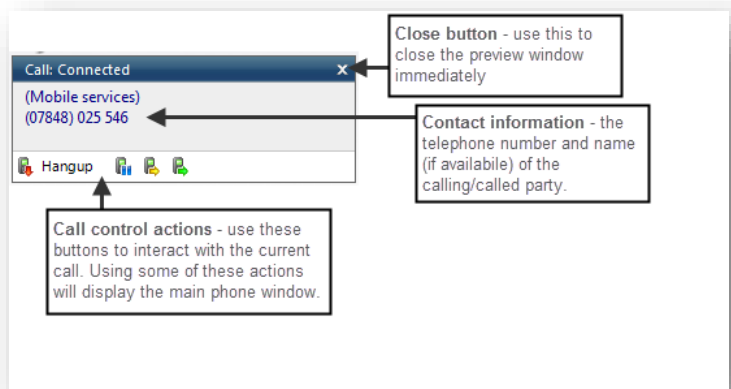 Call: Connected x
(Mobile services)
(07848) 025 546
Hangup
Close button - use this to
close the preview window
immediately
Contact information - the
telephone number and name
(if availabile) of the
calling/called party.
Call control actions - use these
buttons to interact with the current
call. Using some of these actions
will display the main phone window.